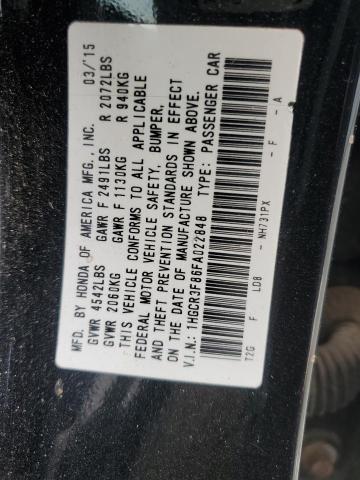 MFD. BY HONDA OF AMERICA MFG., INC. 03/'15
GVWR 4542LBS GAWR F 2491LBS R 2072LBS
GVWR 2060KG GAWR F 1130KG R 940KG
THIS VEHICLE CONFORMS TO ALL APPLICABLE
FEDERAL MOTOR VEHICLE SAFETY, BUMPER,
AND THEFT PREVENTION STANDARDS IN EFFECT
ON THE DATE OF MANUFACTURE SHOWN ABOVE.
V.I.N.: 1HGCR3F86FA022848 TYPE: PASSENGER CAR
T2G F LDB - NH731PX - F - A